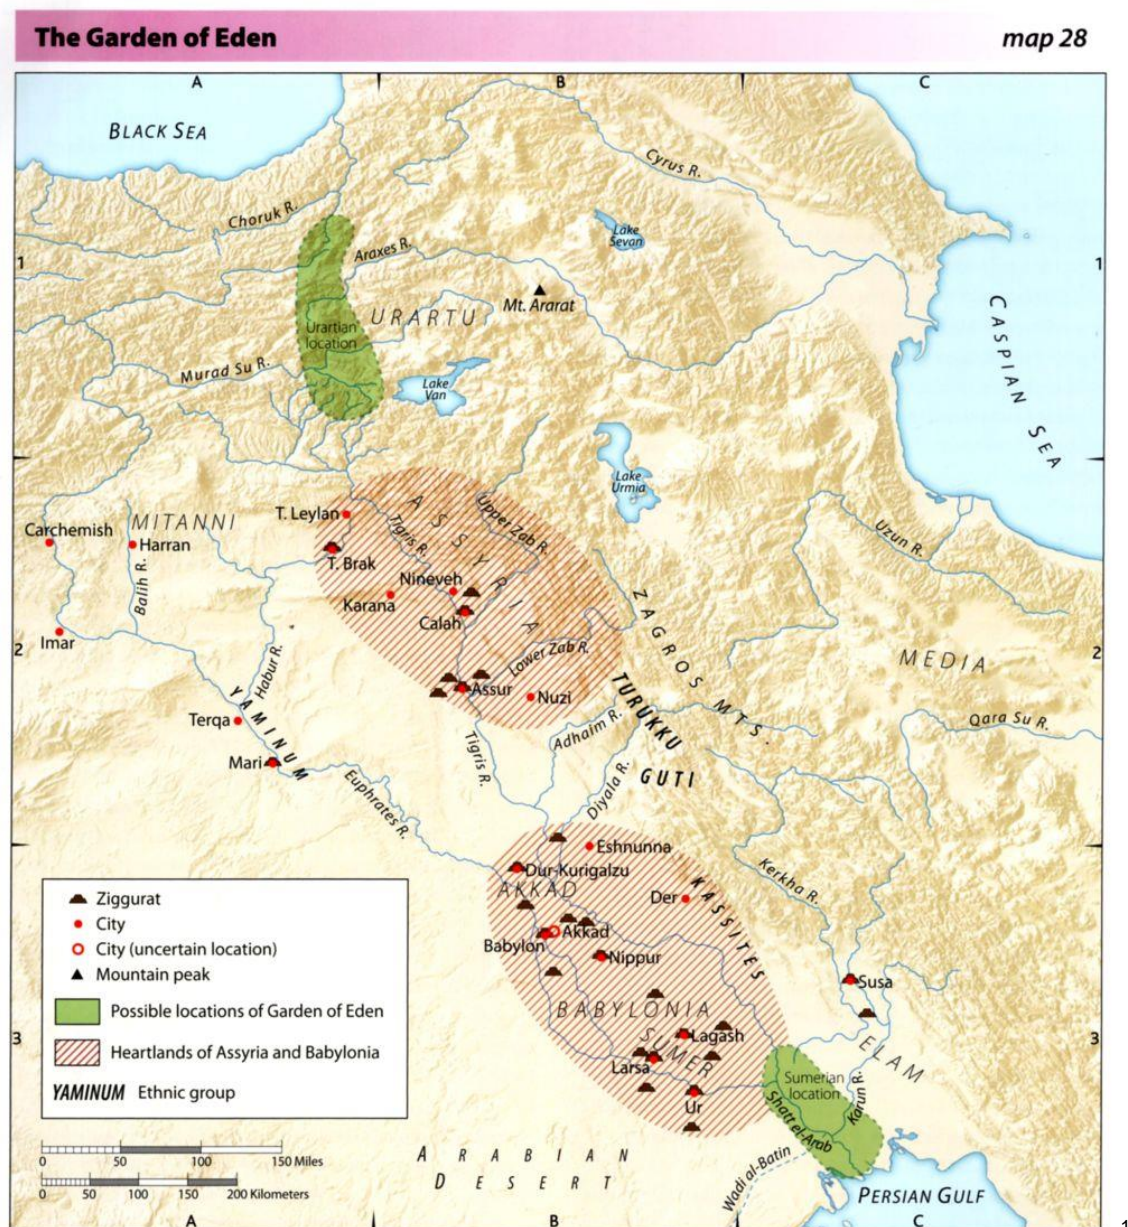 The Garden of Eden
map 28
A
B
C
BLACK SEA
Cyrus R.
Choruk R.
Lake
Sevan
Araxes R.
1
1
Mt. Ararat
URARTU
Urartian
location
CASPIAN SEA
Murad Su R.
Lake
Van
Lake
Urmia
ASSYRIA
Upper Zab R.
T. Leylan
Tigris R.
Carchemish
MITANNI
Harran
Uzun R.
T. Brak
Balih R.
Nineveh
Karana
Calah
ZAGROS MTS.
Imar
2
2
Lower Zab R.
MEDIA
Habur R.
Assur
Nuzi
TURUKKU
YAMINUM
Terqa
Adhaim R.
Qara Su R.
Tigris R.
Mari
GUTI
Euphrates R.
Diyala R.
Eshnunna
Dur-Kurigalzu
AKKAD
Kerkha R.
Der
KASSITES
Ziggurat
City
City (uncertain location)
Mountain peak
Possible locations of Garden of Eden
Heartlands of Assyria and Babylonia
YAMINUM Ethnic group
Akkad
Babylon
Nippur
Susa
BABYLONIA
SUMER
Lagash
3
3
ELAM
Larsa
Sumerian
location
Karun R.
Ur
Shatt el-Arab
0 50 100 150 Miles
0 50 100 150 200 Kilometers
ARABIAN
DESERT
Wadi al-Batin
PERSIAN GULF
A
B
C
1